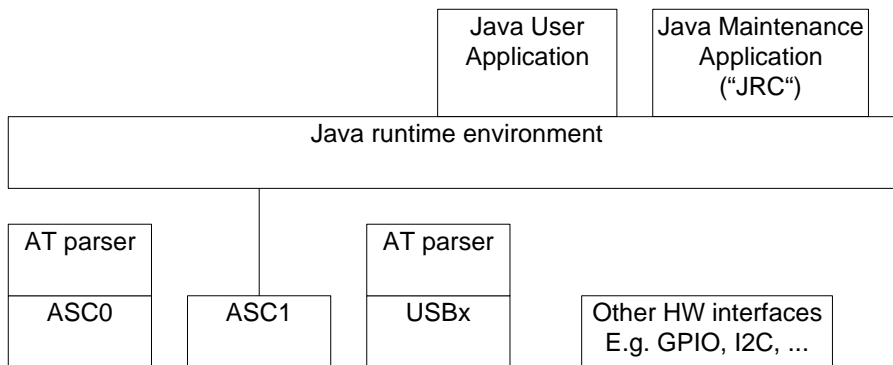 Java User
Application
Java Maintenance
Application
(“JRC“)
Java runtime environment
AT parser
AT parser
ASC0
ASC1
USBx
Other HW interfaces
E.g. GPIO, I2C, ...